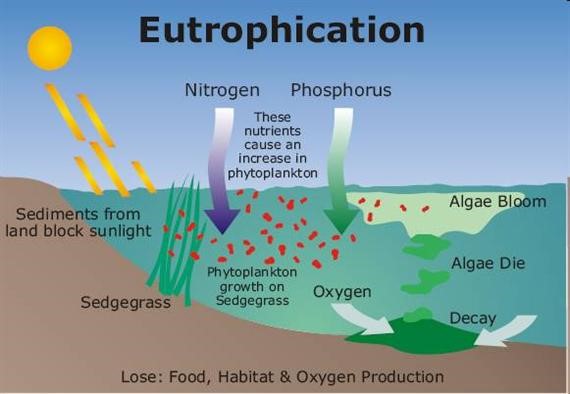 Eutrophication
Nitrogen
Phosphorus
These
nutrients
cause an
increase in
phytoplankton
Sediments from
land block sunlight
Algae Bloom
Phytoplankton
growth on
Sedgegrass
Sedgegrass
Oxygen
Algae Die
Decay
Lose: Food, Habitat & Oxygen Production